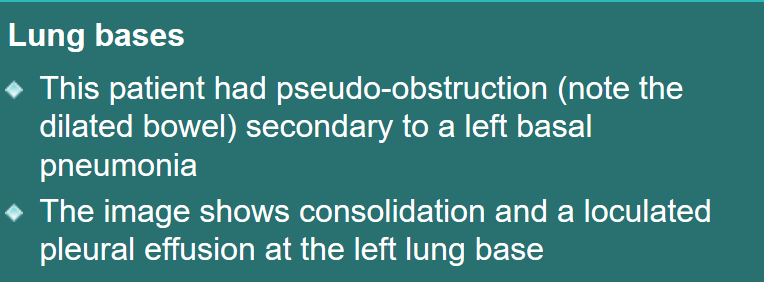 Lung bases
This patient had pseudo-obstruction (note the
dilated bowel) secondary to a left basal
pneumonia
The image shows consolidation and a loculated
pleural effusion at the left lung base